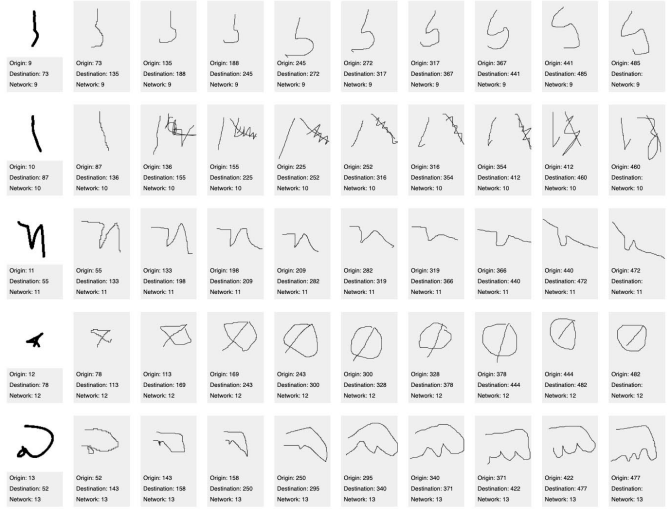 Origin: 9 Origin: 73 Origin: 135 Origin: 188 Origin: 245 Origin: 272 Origin: 317 Origin: 367 Origin: 441 Origin: 485
Destination: 73 Destination: 135 Destination: 188 Destination: 245 Destination: 272 Destination: 317 Destination: 367 Destination: 441 Destination: 485 Destination:
Network: 9 Network: 9 Network: 9 Network: 9 Network: 9 Network: 9 Network: 9 Network: 9 Network: 9 Network: 9
Origin: 10 Origin: 87 Origin: 136 Origin: 155 Origin: 225 Origin: 252 Origin: 316 Origin: 354 Origin: 412 Origin: 460
Destination: 87 Destination: 136 Destination: 155 Destination: 225 Destination: 252 Destination: 316 Destination: 354 Destination: 412 Destination: 460 Destination:
Network: 10 Network: 10 Network: 10 Network: 10 Network: 10 Network: 10 Network: 10 Network: 10 Network: 10 Network: 10
Origin: 11 Origin: 55 Origin: 133 Origin: 198 Origin: 209 Origin: 282 Origin: 319 Origin: 366 Origin: 440 Origin: 472
Destination: 55 Destination: 133 Destination: 198 Destination: 209 Destination: 282 Destination: 319 Destination: 366 Destination: 440 Destination: 472 Destination:
Network: 11 Network: 11 Network: 11 Network: 11 Network: 11 Network: 11 Network: 11 Network: 11 Network: 11 Network: 11
Origin: 12 Origin: 78 Origin: 113 Origin: 169 Origin: 243 Origin: 300 Origin: 328 Origin: 378 Origin: 444 Origin: 482
Destination: 78 Destination: 113 Destination: 169 Destination: 243 Destination: 300 Destination: 328 Destination: 378 Destination: 444 Destination: 482 Destination:
Network: 12 Network: 12 Network: 12 Network: 12 Network: 12 Network: 12 Network: 12 Network: 12 Network: 12 Network: 12
Origin: 13 Origin: 52 Origin: 143 Origin: 158 Origin: 250 Origin: 295 Origin: 340 Origin: 371 Origin: 422 Origin: 477
Destination: 52 Destination: 143 Destination: 158 Destination: 250 Destination: 295 Destination: 340 Destination: 371 Destination: 422 Destination: 477 Destination:
Network: 13 Network: 13 Network: 13 Network: 13 Network: 13 Network: 13 Network: 13 Network: 13 Network: 13 Network: 13